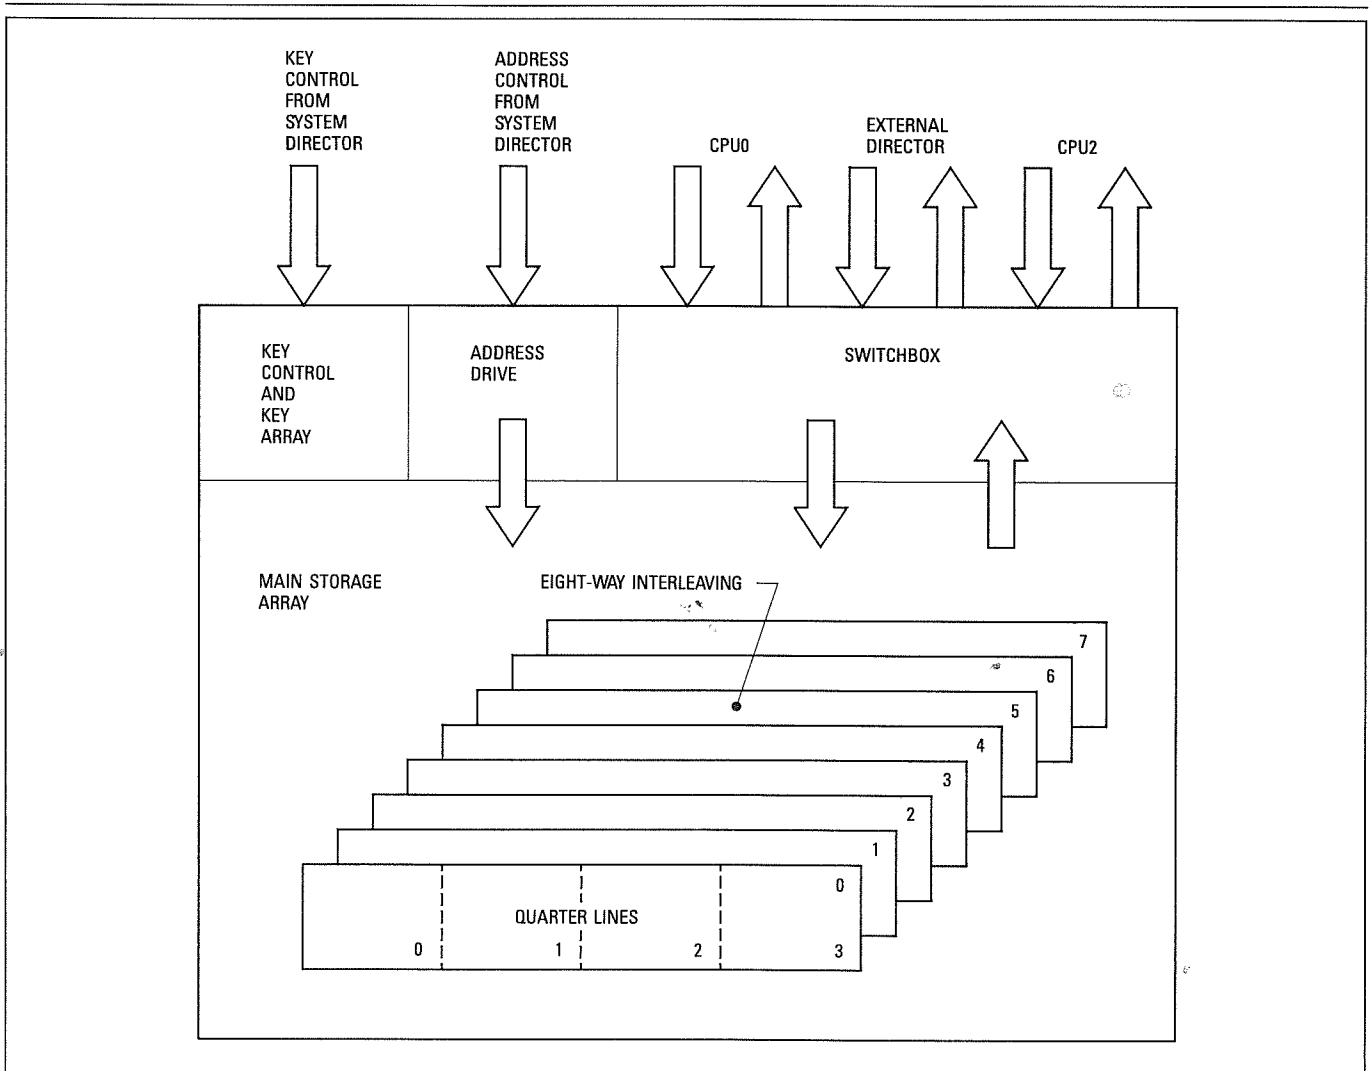 KEY
CONTROL
FROM
SYSTEM
DIRECTOR
ADDRESS
CONTROL
FROM
SYSTEM
DIRECTOR
CPU0
EXTERNAL
DIRECTOR
CPU2
KEY
CONTROL
AND
KEY
ARRAY
ADDRESS
DRIVE
SWITCHBOX
MAIN STORAGE
ARRAY
EIGHT-WAY INTERLEAVING
7
6
5
4
3
2
1
0
QUARTER LINES
0 1 2 3